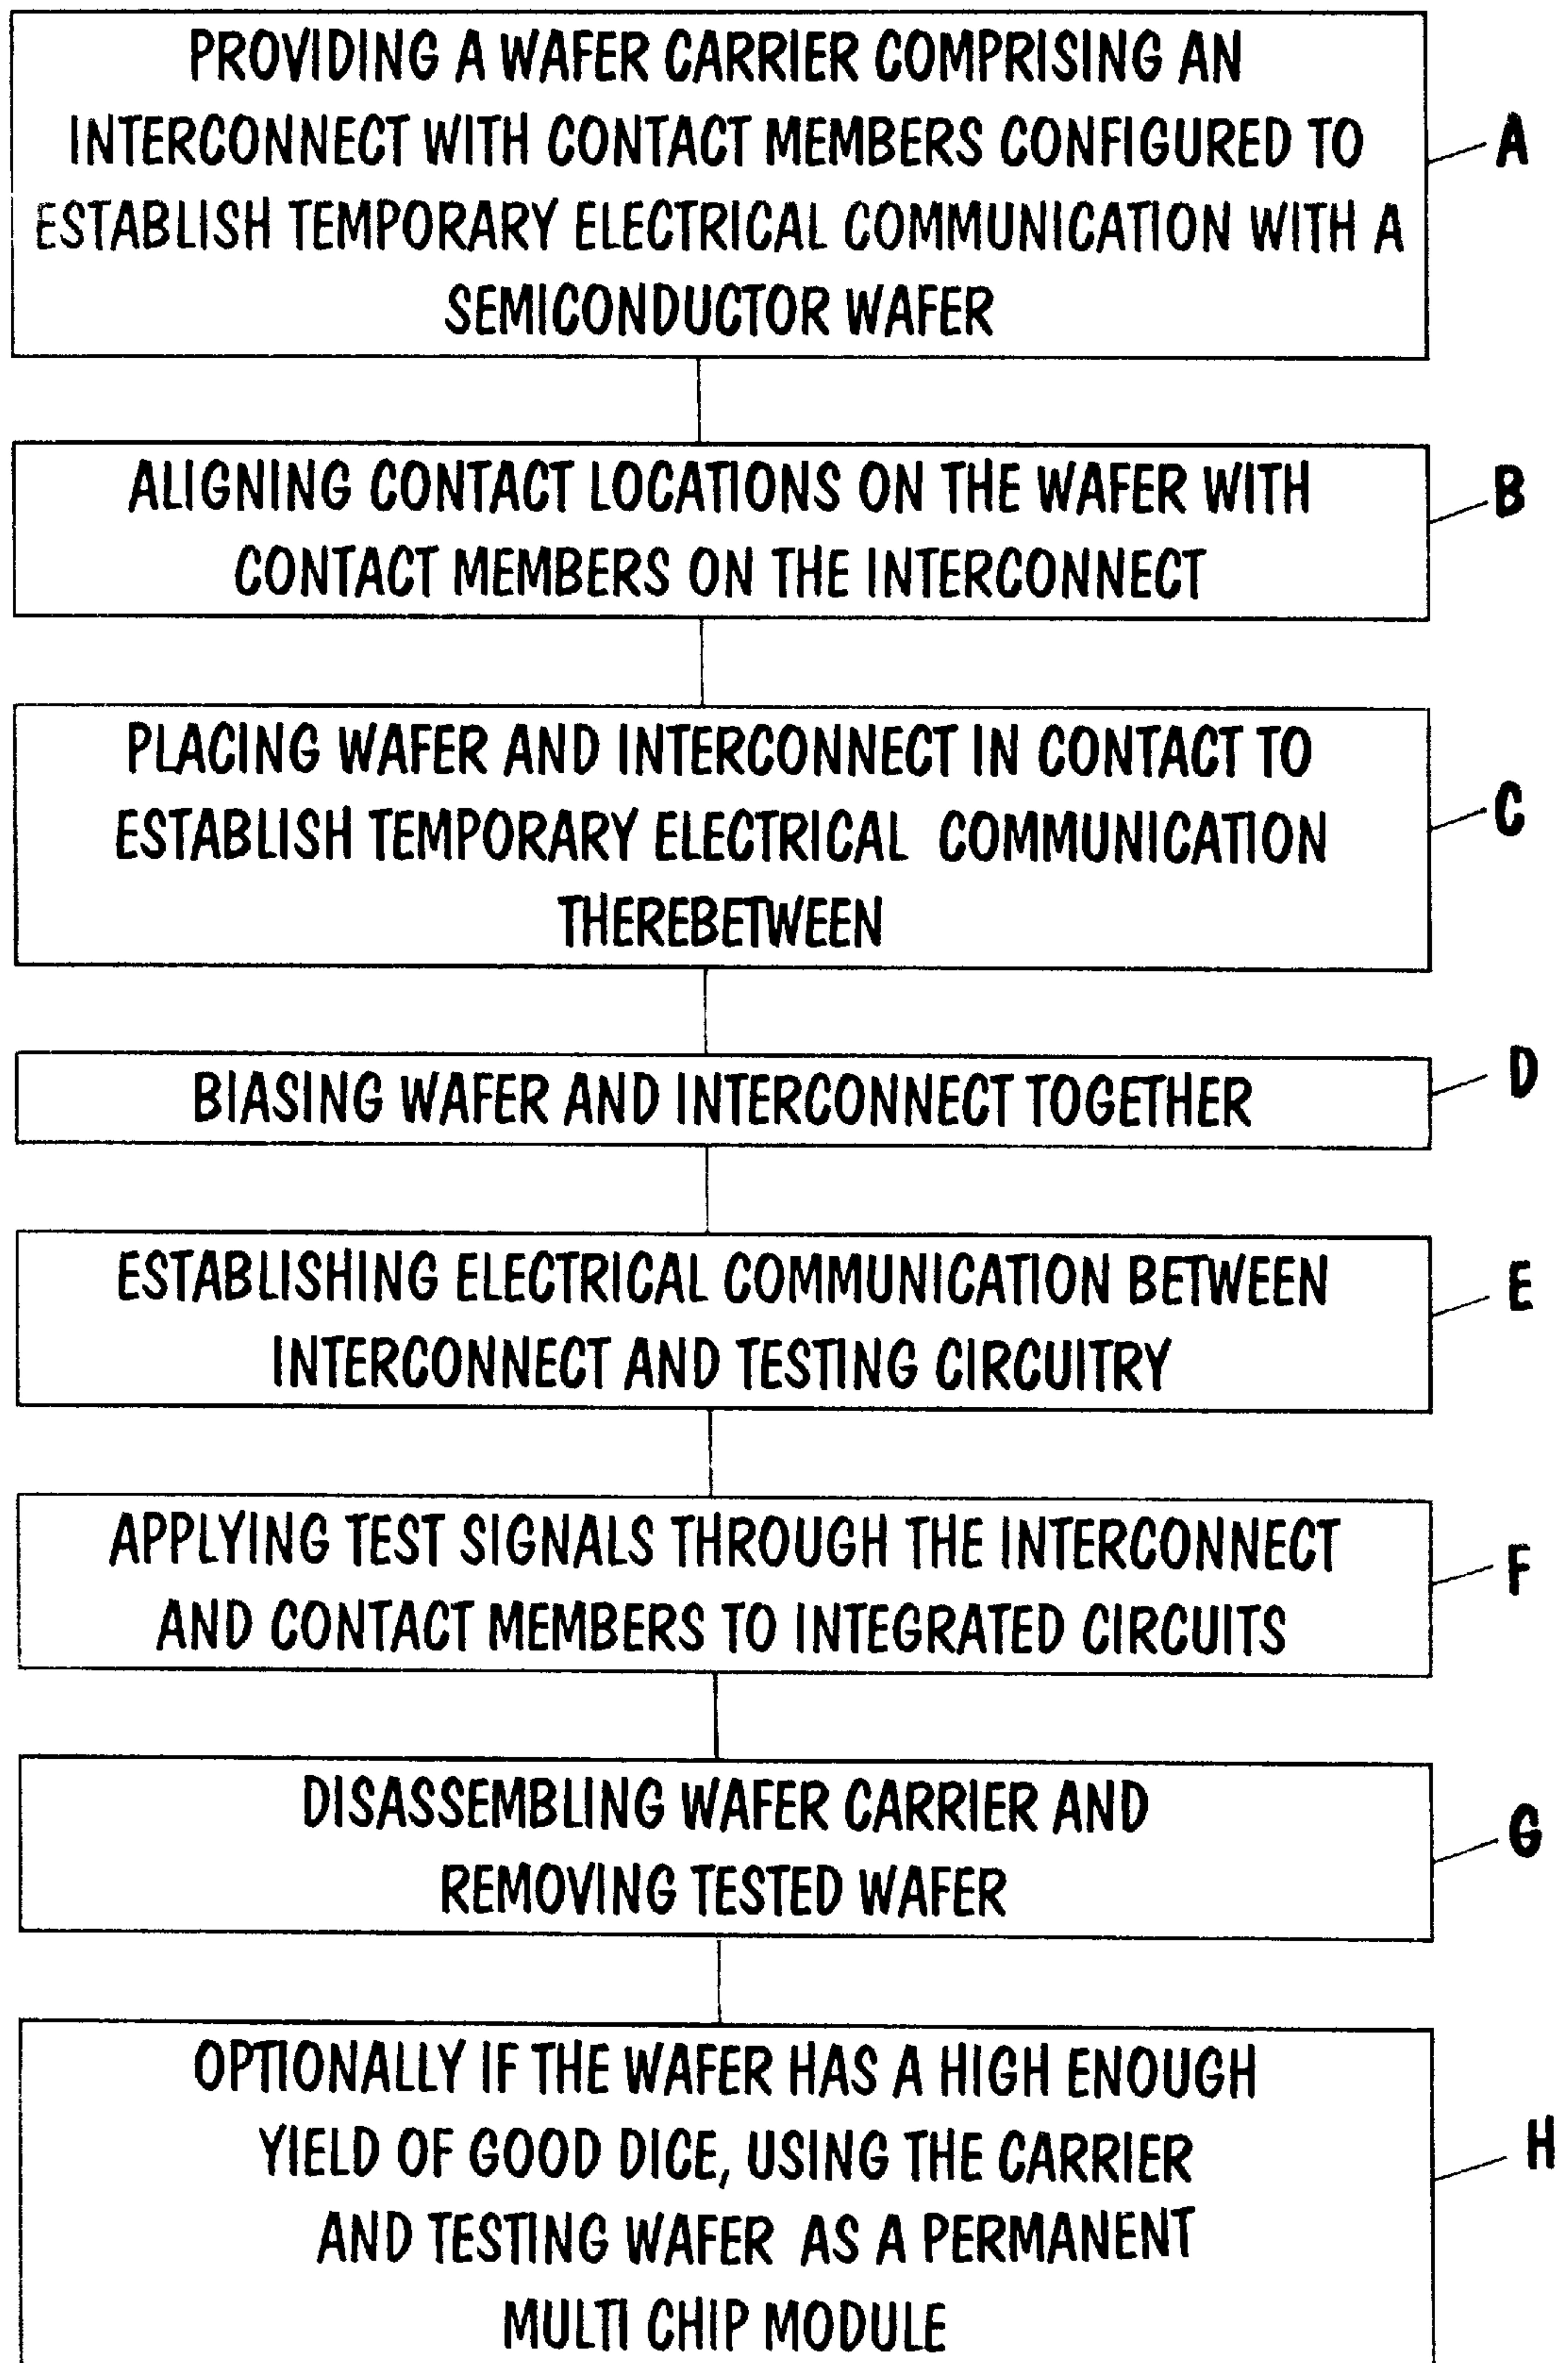 PROVIDING A WAFER CARRIER COMPRISING AN
INTERCONNECT WITH CONTACT MEMBERS CONFIGURED TO
ESTABLISH TEMPORARY ELECTRICAL COMMUNICATION WITH A
SEMICONDUCTOR WAFER
A
ALIGNING CONTACT LOCATIONS ON THE WAFER WITH
CONTACT MEMBERS ON THE INTERCONNECT
B
PLACING WAFER AND INTERCONNECT IN CONTACT TO
ESTABLISH TEMPORARY ELECTRICAL COMMUNICATION
THEREBETWEEN
C
BIASING WAFER AND INTERCONNECT TOGETHER
D
ESTABLISHING ELECTRICAL COMMUNICATION BETWEEN
INTERCONNECT AND TESTING CIRCUITRY
E
APPLYING TEST SIGNALS THROUGH THE INTERCONNECT
AND CONTACT MEMBERS TO INTEGRATED CIRCUITS
F
DISASSEMBLING WAFER CARRIER AND
REMOVING TESTED WAFER
G
OPTIONALLY IF THE WAFER HAS A HIGH ENOUGH
YIELD OF GOOD DICE, USING THE CARRIER
AND TESTING WAFER AS A PERMANENT
MULTI CHIP MODULE
H